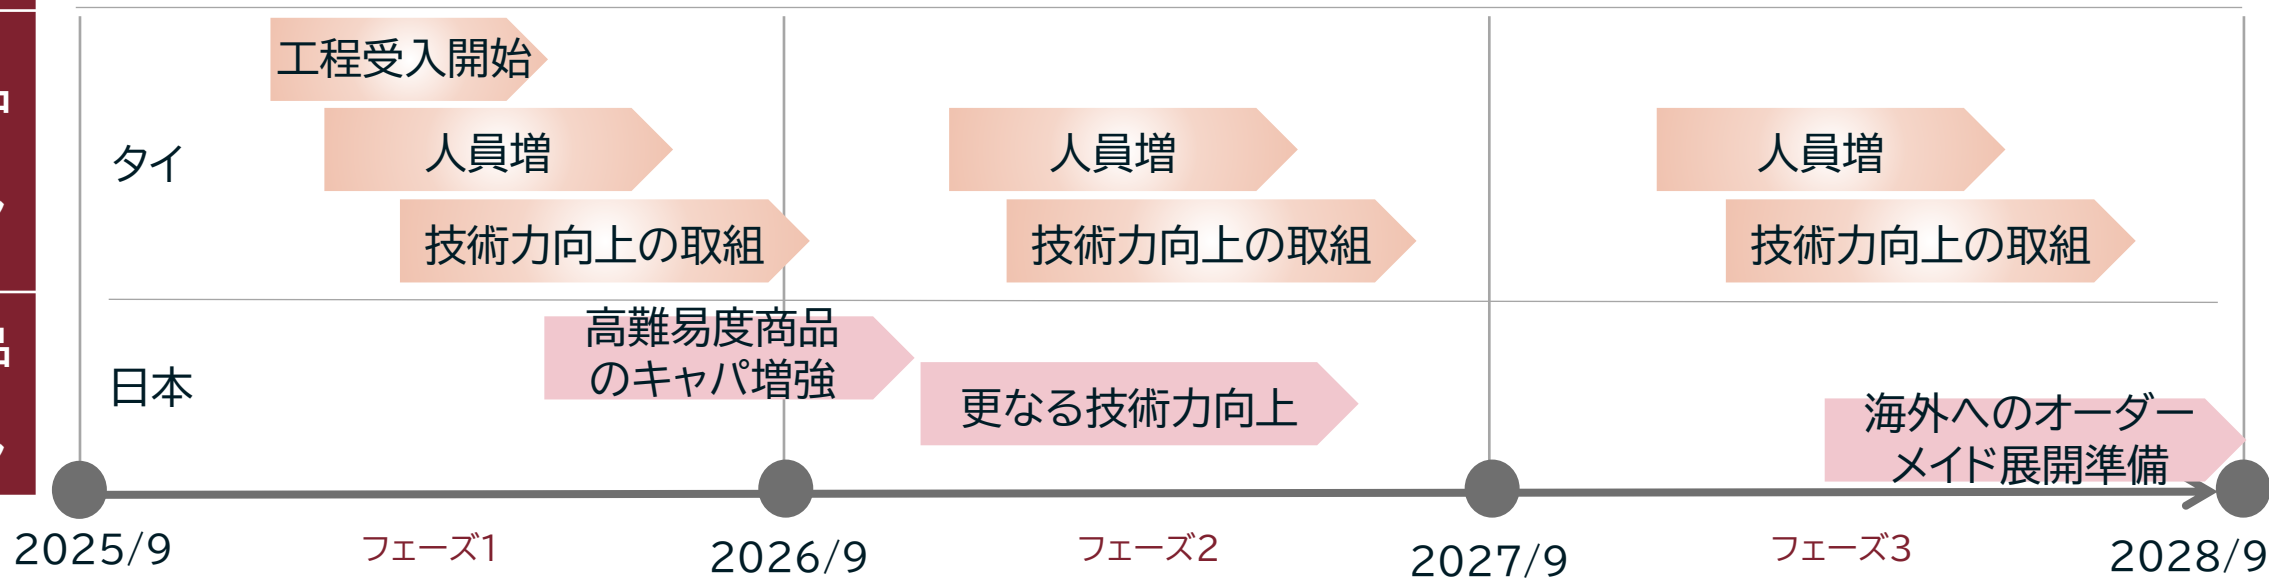 工程受入開始
タイ
人員増
人員増
人員増
技術力向上の取組
技術力向上の取組
技術力向上の取組
日本
高難易度商品
のキャパ増強
更なる技術力向上
海外へのオーダー
メイド展開準備
2025/9
フェーズ1
2026/9
フェーズ2
2027/9
フェーズ3
2028/9